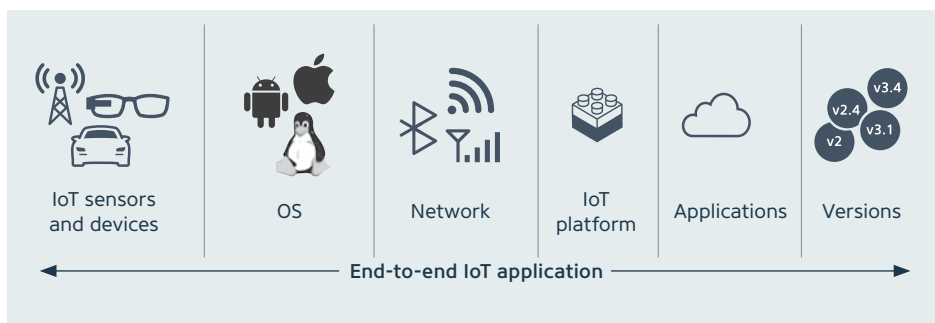 v3.4
v2.4
v3.1
v2
IoT sensors
and devices
OS
Network
IoT
platform
Applications
Versions
End-to-end IoT application